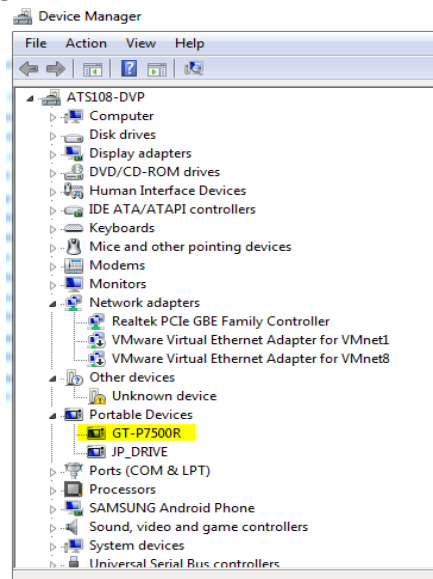 Device Manager
File Action View Help
ATS108-DVP
Computer
Disk drives
Display adapters
DVD/CD-ROM drives
Human Interface Devices
IDE ATA/ATAPI controllers
Keyboards
Mice and other pointing devices
Modems
Monitors
Network adapters
Realtek PCIe GBE Family Controller
VMware Virtual Ethernet Adapter for VMnet1
VMware Virtual Ethernet Adapter for VMnet8
Other devices
Unknown device
Portable Devices
GT-P7500R
JP_DRIVE
Ports (COM & LPT)
Processors
SAMSUNG Android Phone
Sound, video and game controllers
System devices
Universal Serial Bus controllers